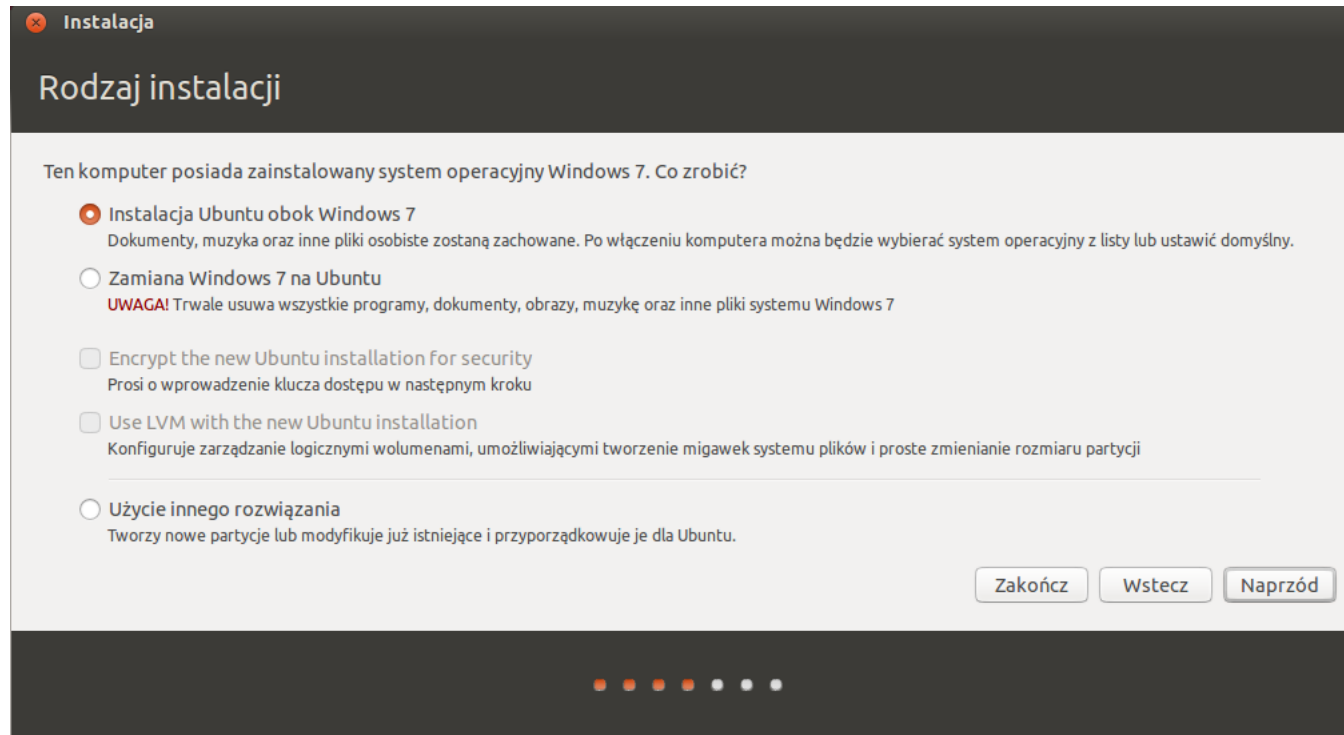 Instalacja
Rodzaj instalacji
Ten komputer posiada zainstalowany system operacyjny Windows 7. Co zrobić?
Instalacja Ubuntu obok Windows 7
Dokumenty, muzyka oraz inne pliki osobiste zostaną zachowane. Po włączeniu komputera można będzie wybierać system operacyjny z listy lub ustawić domyślny.
Zamiana Windows 7 na Ubuntu
UWAGA! Trwale usuwa wszystkie programy, dokumenty, obrazy, muzykę oraz inne pliki systemu Windows 7
Encrypt the new Ubuntu installation for security
Prosi o wprowadzenie klucza dostępu w następnym kroku
Use LVM with the new Ubuntu installation
Konfiguruje zarządzanie logicznymi wolumenami, umożliwiającymi tworzenie migawek systemu plików i proste zmienianie rozmiaru partycji
Użycie innego rozwiązania
Tworzy nowe partycje lub modyfikuje już istniejące i przyporządkowuje je dla Ubuntu.
Zakończ Wstecz Naprzód